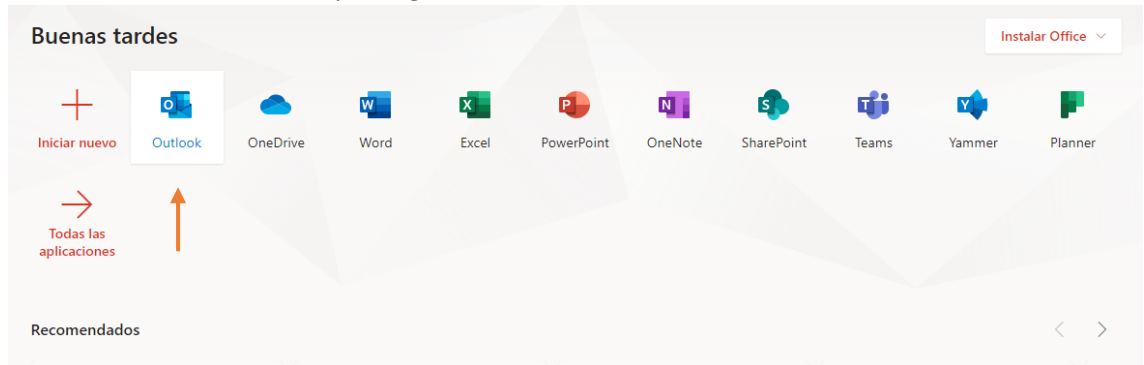 Buenas tardes
Instalar Office
Iniciar nuevo
Outlook
OneDrive
Word
Excel
PowerPoint
OneNote
SharePoint
Teams
Yammer
Planner
Todas las
aplicaciones
Recomendados